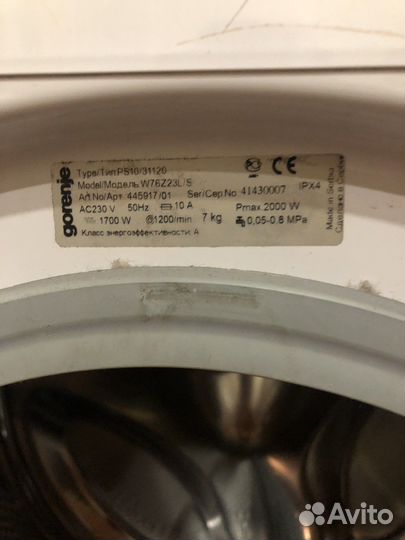 gorenje
Type/Тип.PS10/31120
Model/Модель.W76Z23L/S
Art No/Арт. 445917/01 Ser/Сер.No. 41430007 IPX4
AC230 V 50Hz 10 A Pmax.2000 W
1700 W 1200/min 7 kg 0,05-0,8 MPa
Класс энергоэффективности: A
Made in Serbia
Сделано в Сербии
Avito